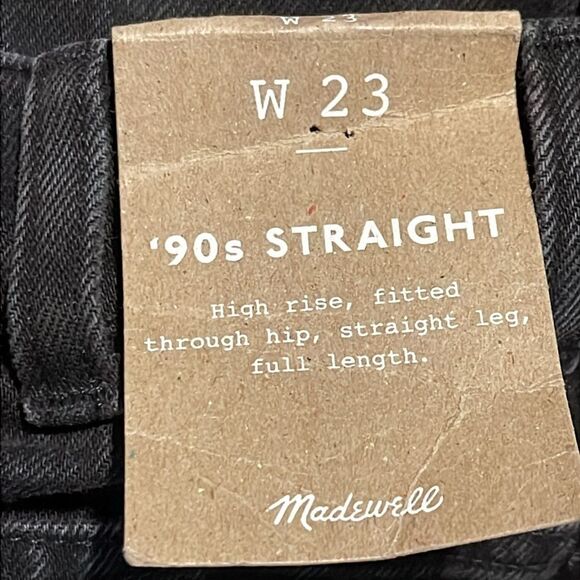 W 23
W 23
'90s STRAIGHT
High rise, fitted
through hip, straight leg,
full length.
Madewell